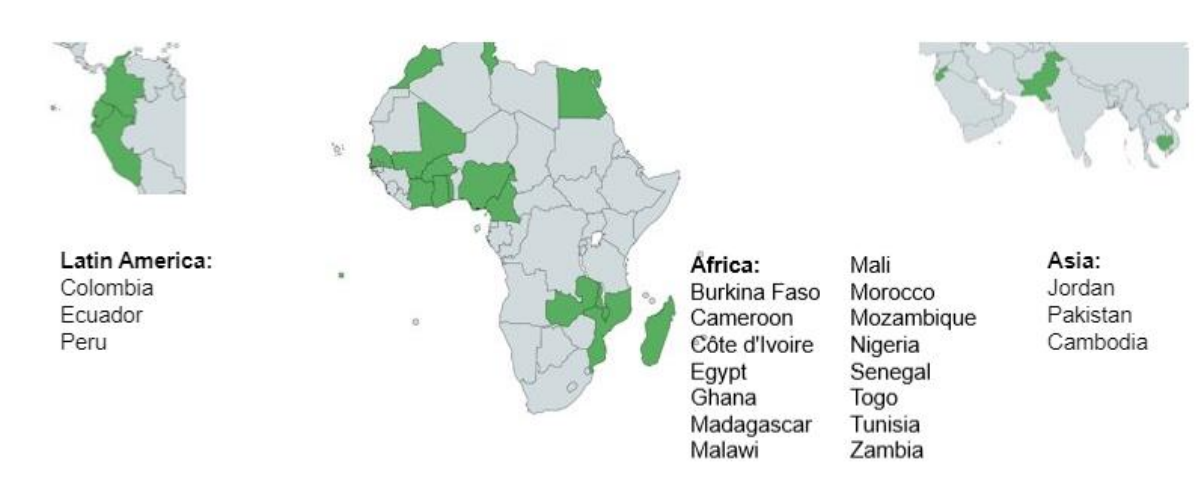 Latin America:
Colombia
Ecuador
Peru
Africa:
Burkina Faso
Cameroon
Côte d'Ivoire
Egypt
Ghana
Madagascar
Malawi
Mali
Morocco
Mozambique
Nigeria
Senegal
Togo
Tunisia
Zambia
Asia:
Jordan
Pakistan
Cambodia